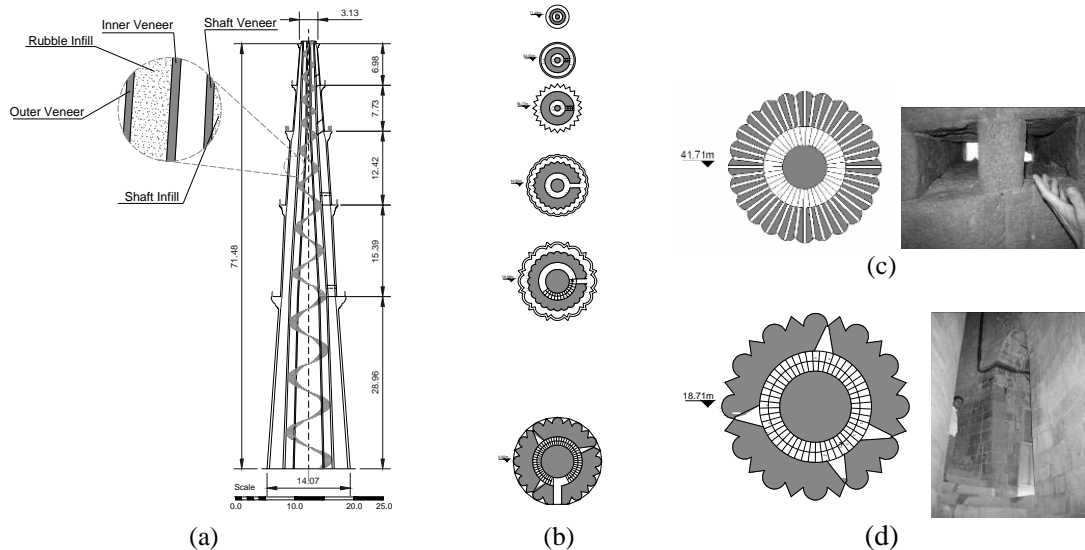 Inner Veneer
Shaft Veneer
Rubble Infill
Outer Veneer
Shaft Infill
3.13
6.98
7.73
12.42
15.39
28.96
71.48
14.07
Scale
0.0
10.0
15.0
20.0
25.0
(a)
(b)
41.71m
(c)
18.71m
(d)